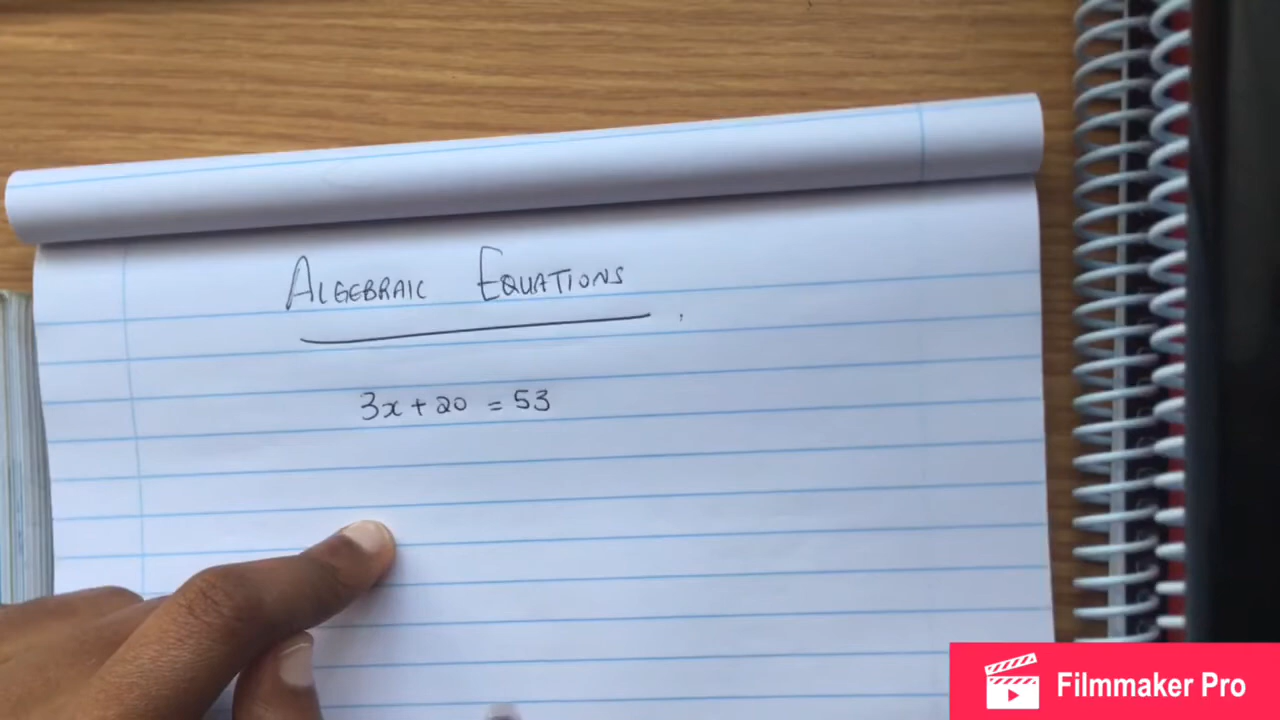 ALGEBRAIC EQUATIONS
3x + 20 = 53
Filmmaker Pro